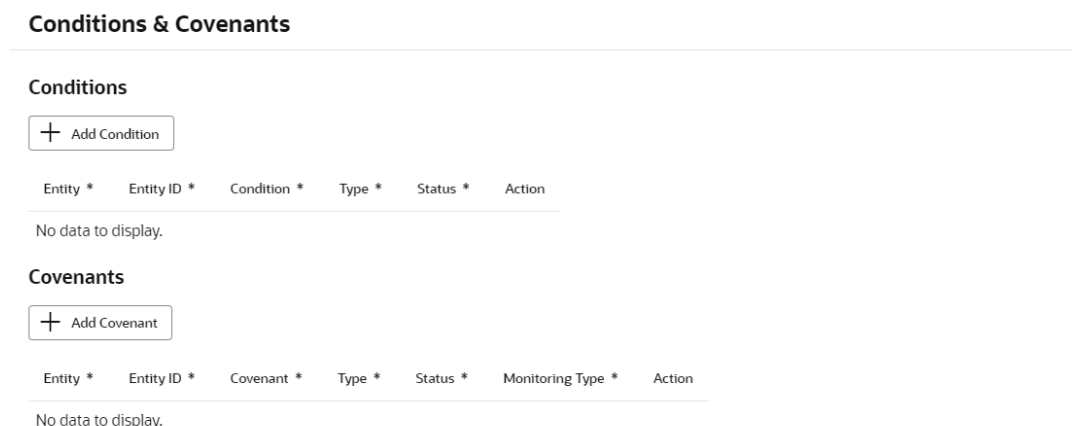 Conditions & Covenants
Conditions
+ Add Condition
Entity * Entity ID * Condition * Type * Status * Action
No data to display.
Covenants
+ Add Covenant
Entity * Entity ID * Covenant * Type * Status * Monitoring Type * Action
No data to display.